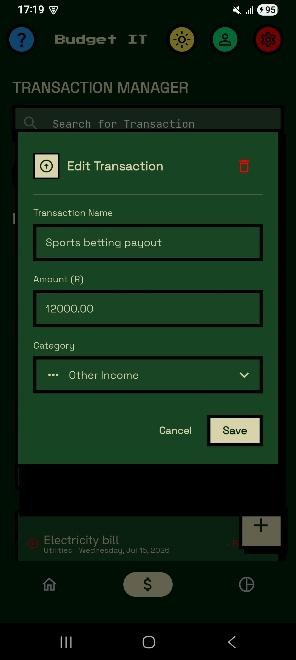 17:19
95
?
Budget IT
TRANSACTION MANAGER
Search for Transaction
Edit Transaction
Transaction Name
Sports betting payout
Amount (R)
12000.00
Category
Other Income
Cancel
Save
Electricity bill
Utilities · Wednesday, Jul 15, 2026
+
$